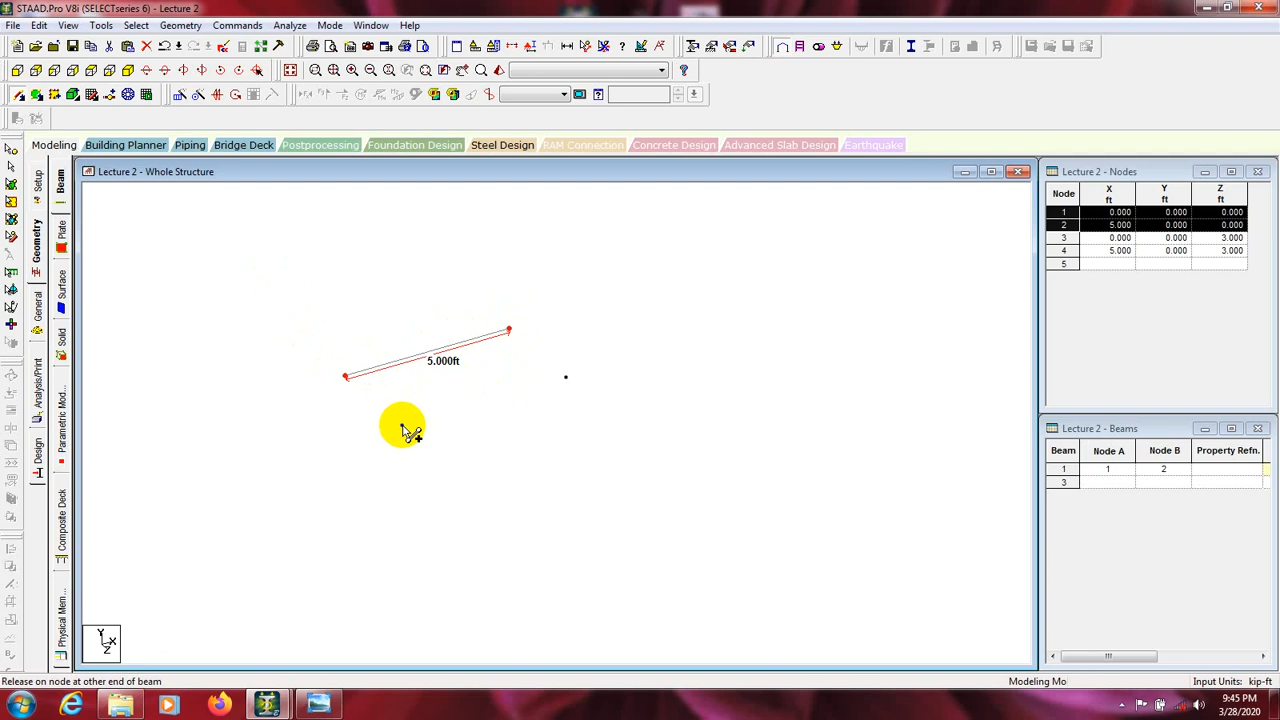 STAAD.Pro V8i (SELECTseries 6) - Lecture 2
File Edit View Tools Select Geometry Commands Analyze Mode Window Help
Modeling Building Planner Piping Bridge Deck Postprocessing Foundation Design Steel Design RAM Connection Concrete Design Advanced Slab Design Earthquake
Setup
Geometry
General
Analysis/Print
Design
Beam
Plate
Surface
Solid
Parametric Mod...
Composite Deck
Physical Mem...
Lecture 2 - Whole Structure
5.000ft
Y
X
Z
Lecture 2 - Nodes
Node X ft Y ft Z ft
1 0.000 0.000 0.000
2 5.000 0.000 0.000
3 0.000 0.000 3.000
4 5.000 0.000 3.000
5
Lecture 2 - Beams
Beam Node A Node B Property Refn.
1 1 2
3
Release on node at other end of beam
Modeling Mo
Input Units: kip-ft
9:45 PM
3/28/2020